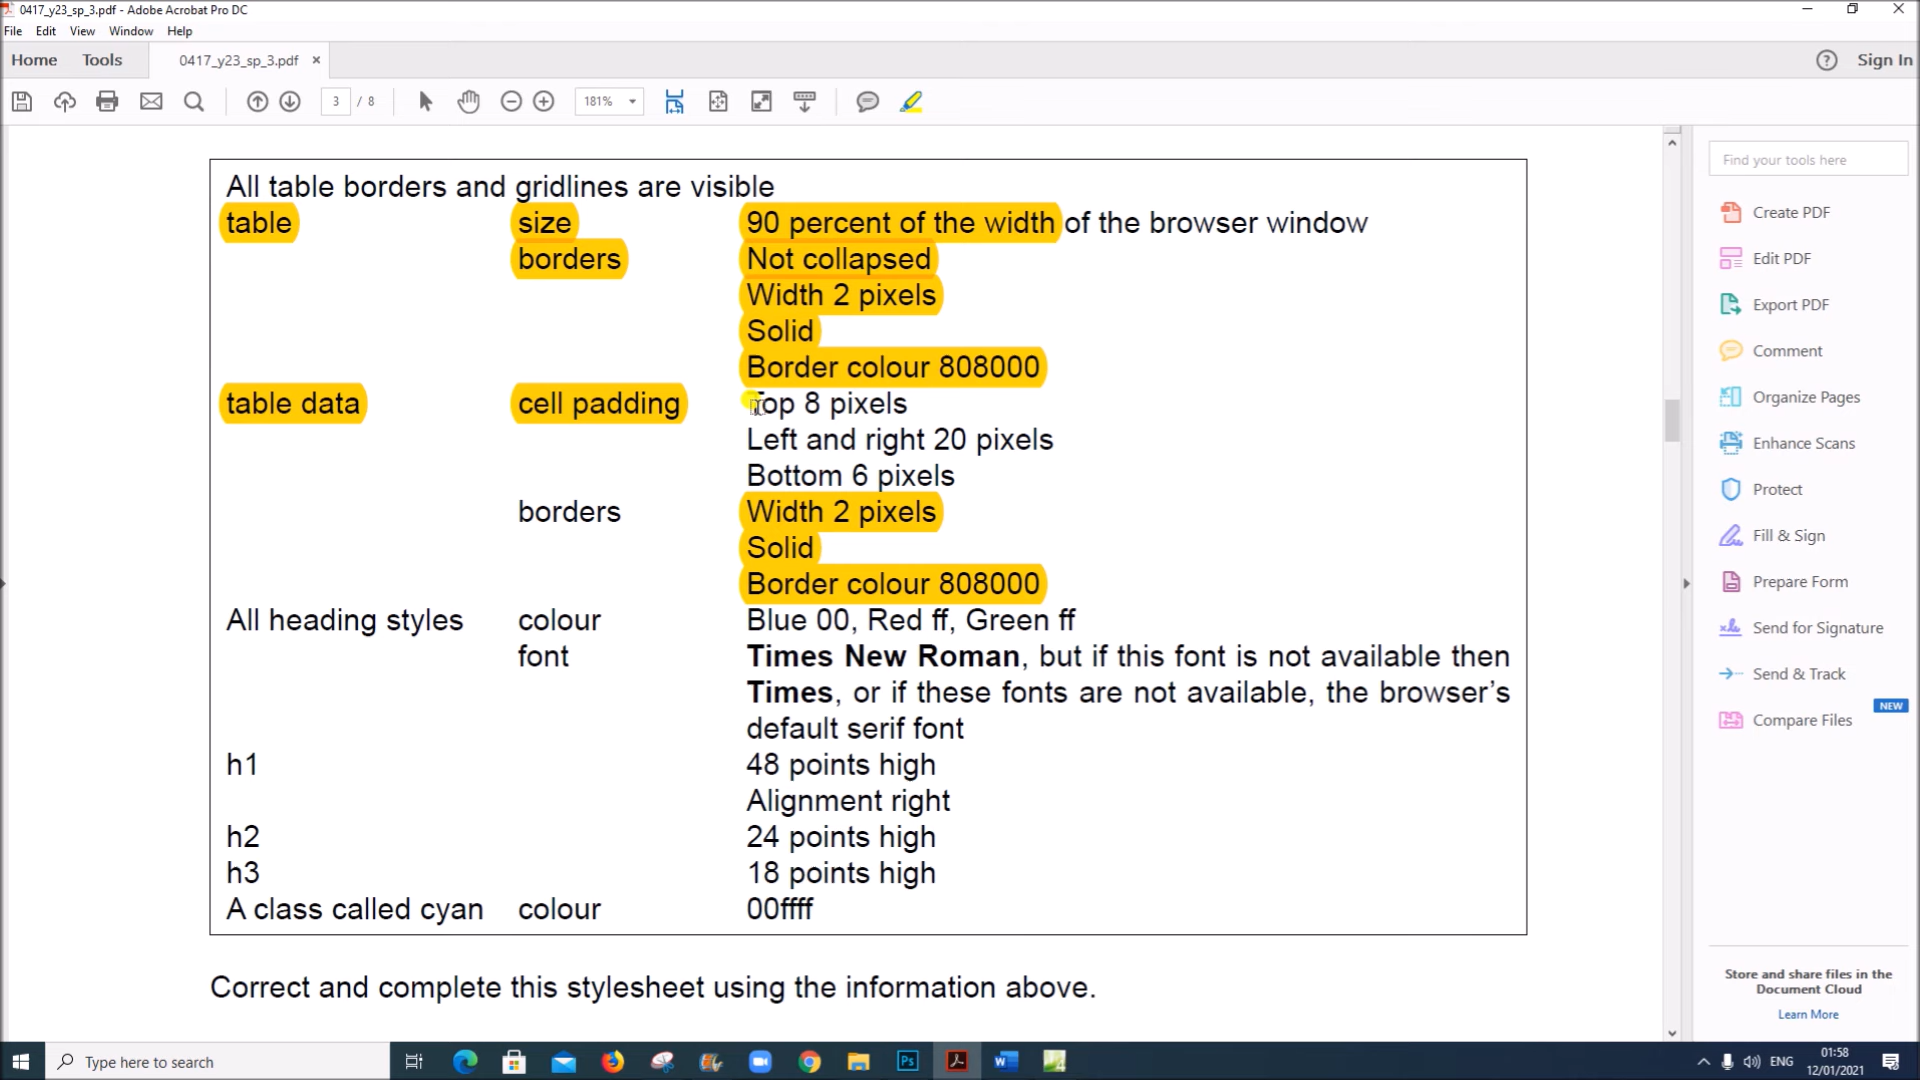 0417_y23_sp_3.pdf - Adobe Acrobat Pro DC
File Edit View Window Help
Home Tools 0417_y23_sp_3.pdf × Sign In
3 / 8 181%
All table borders and gridlines are visible
table size 90 percent of the width of the browser window
borders Not collapsed
Width 2 pixels
Solid
Border colour 808000
table data cell padding Top 8 pixels
Left and right 20 pixels
Bottom 6 pixels
borders Width 2 pixels
Solid
Border colour 808000
All heading styles colour Blue 00, Red ff, Green ff
font Times New Roman, but if this font is not available then
Times, or if these fonts are not available, the browser’s
default serif font
h1 48 points high
Alignment right
h2 24 points high
h3 18 points high
A class called cyan colour 00ffff
Correct and complete this stylesheet using the information above.
Find your tools here
Create PDF
Edit PDF
Export PDF
Comment
Organize Pages
Enhance Scans
Protect
Fill & Sign
Prepare Form
Send for Signature
Send & Track
NEW
Compare Files
Store and share files in the
Document Cloud
Learn More
Type here to search
Ps
ENG
01:58
12/01/2021